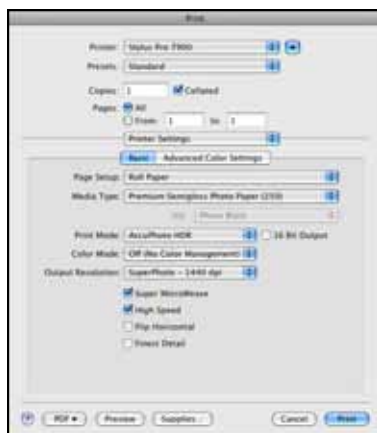 Print
Printer: Stylus Pro 7900
Presets: Standard
Copies: 1 Collated
Pages: All
From: 1 to: 1
Printer Settings
Basic Advanced Color Settings
Page Setup: Roll Paper
Media Type: Premium Semigloss Photo Paper (250)
Ink: Photo Black
Print Mode: AccuPhoto HDR 16 Bit Output
Color Mode: Off (No Color Management)
Output Resolution: SuperPhoto - 1440 dpi
Super MicroWeave
High Speed
Flip Horizontal
Finest Detail
? PDF Preview Supplies... Cancel Print